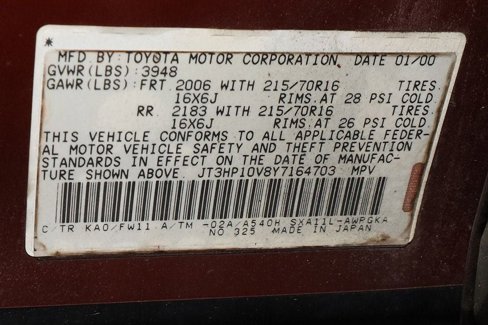 MFD BY: TOYOTA MOTOR CORPORATION, DATE 01/00
GVWR(LBS):3948
GAWR(LBS):FRT. 2006 WITH 215/70R16 TIRES,
16X6J RIMS,AT 28 PSI COLD.
RR 2183 WITH 215/70R16 TIRES,
16X6J RIMS,AT 26 PSI COLD.
THIS VEHICLE CONFORMS TO ALL APPLICABLE FEDER-
AL MOTOR VEHICLE SAFETY AND THEFT PREVENTION
STANDARDS IN EFFECT ON THE DATE OF MANUFAC-
TURE SHOWN ABOVE. JT3HP10V8Y7164703 MPV
C/TR KA0/FW11 A/TM -02A/A540H SXA11L-AWPGKA
NO.325 MADE IN JAPAN